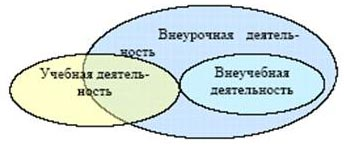 Внеурочная деятель-
ность
Учебная деятель-
ность
Внеучебная
деятельность